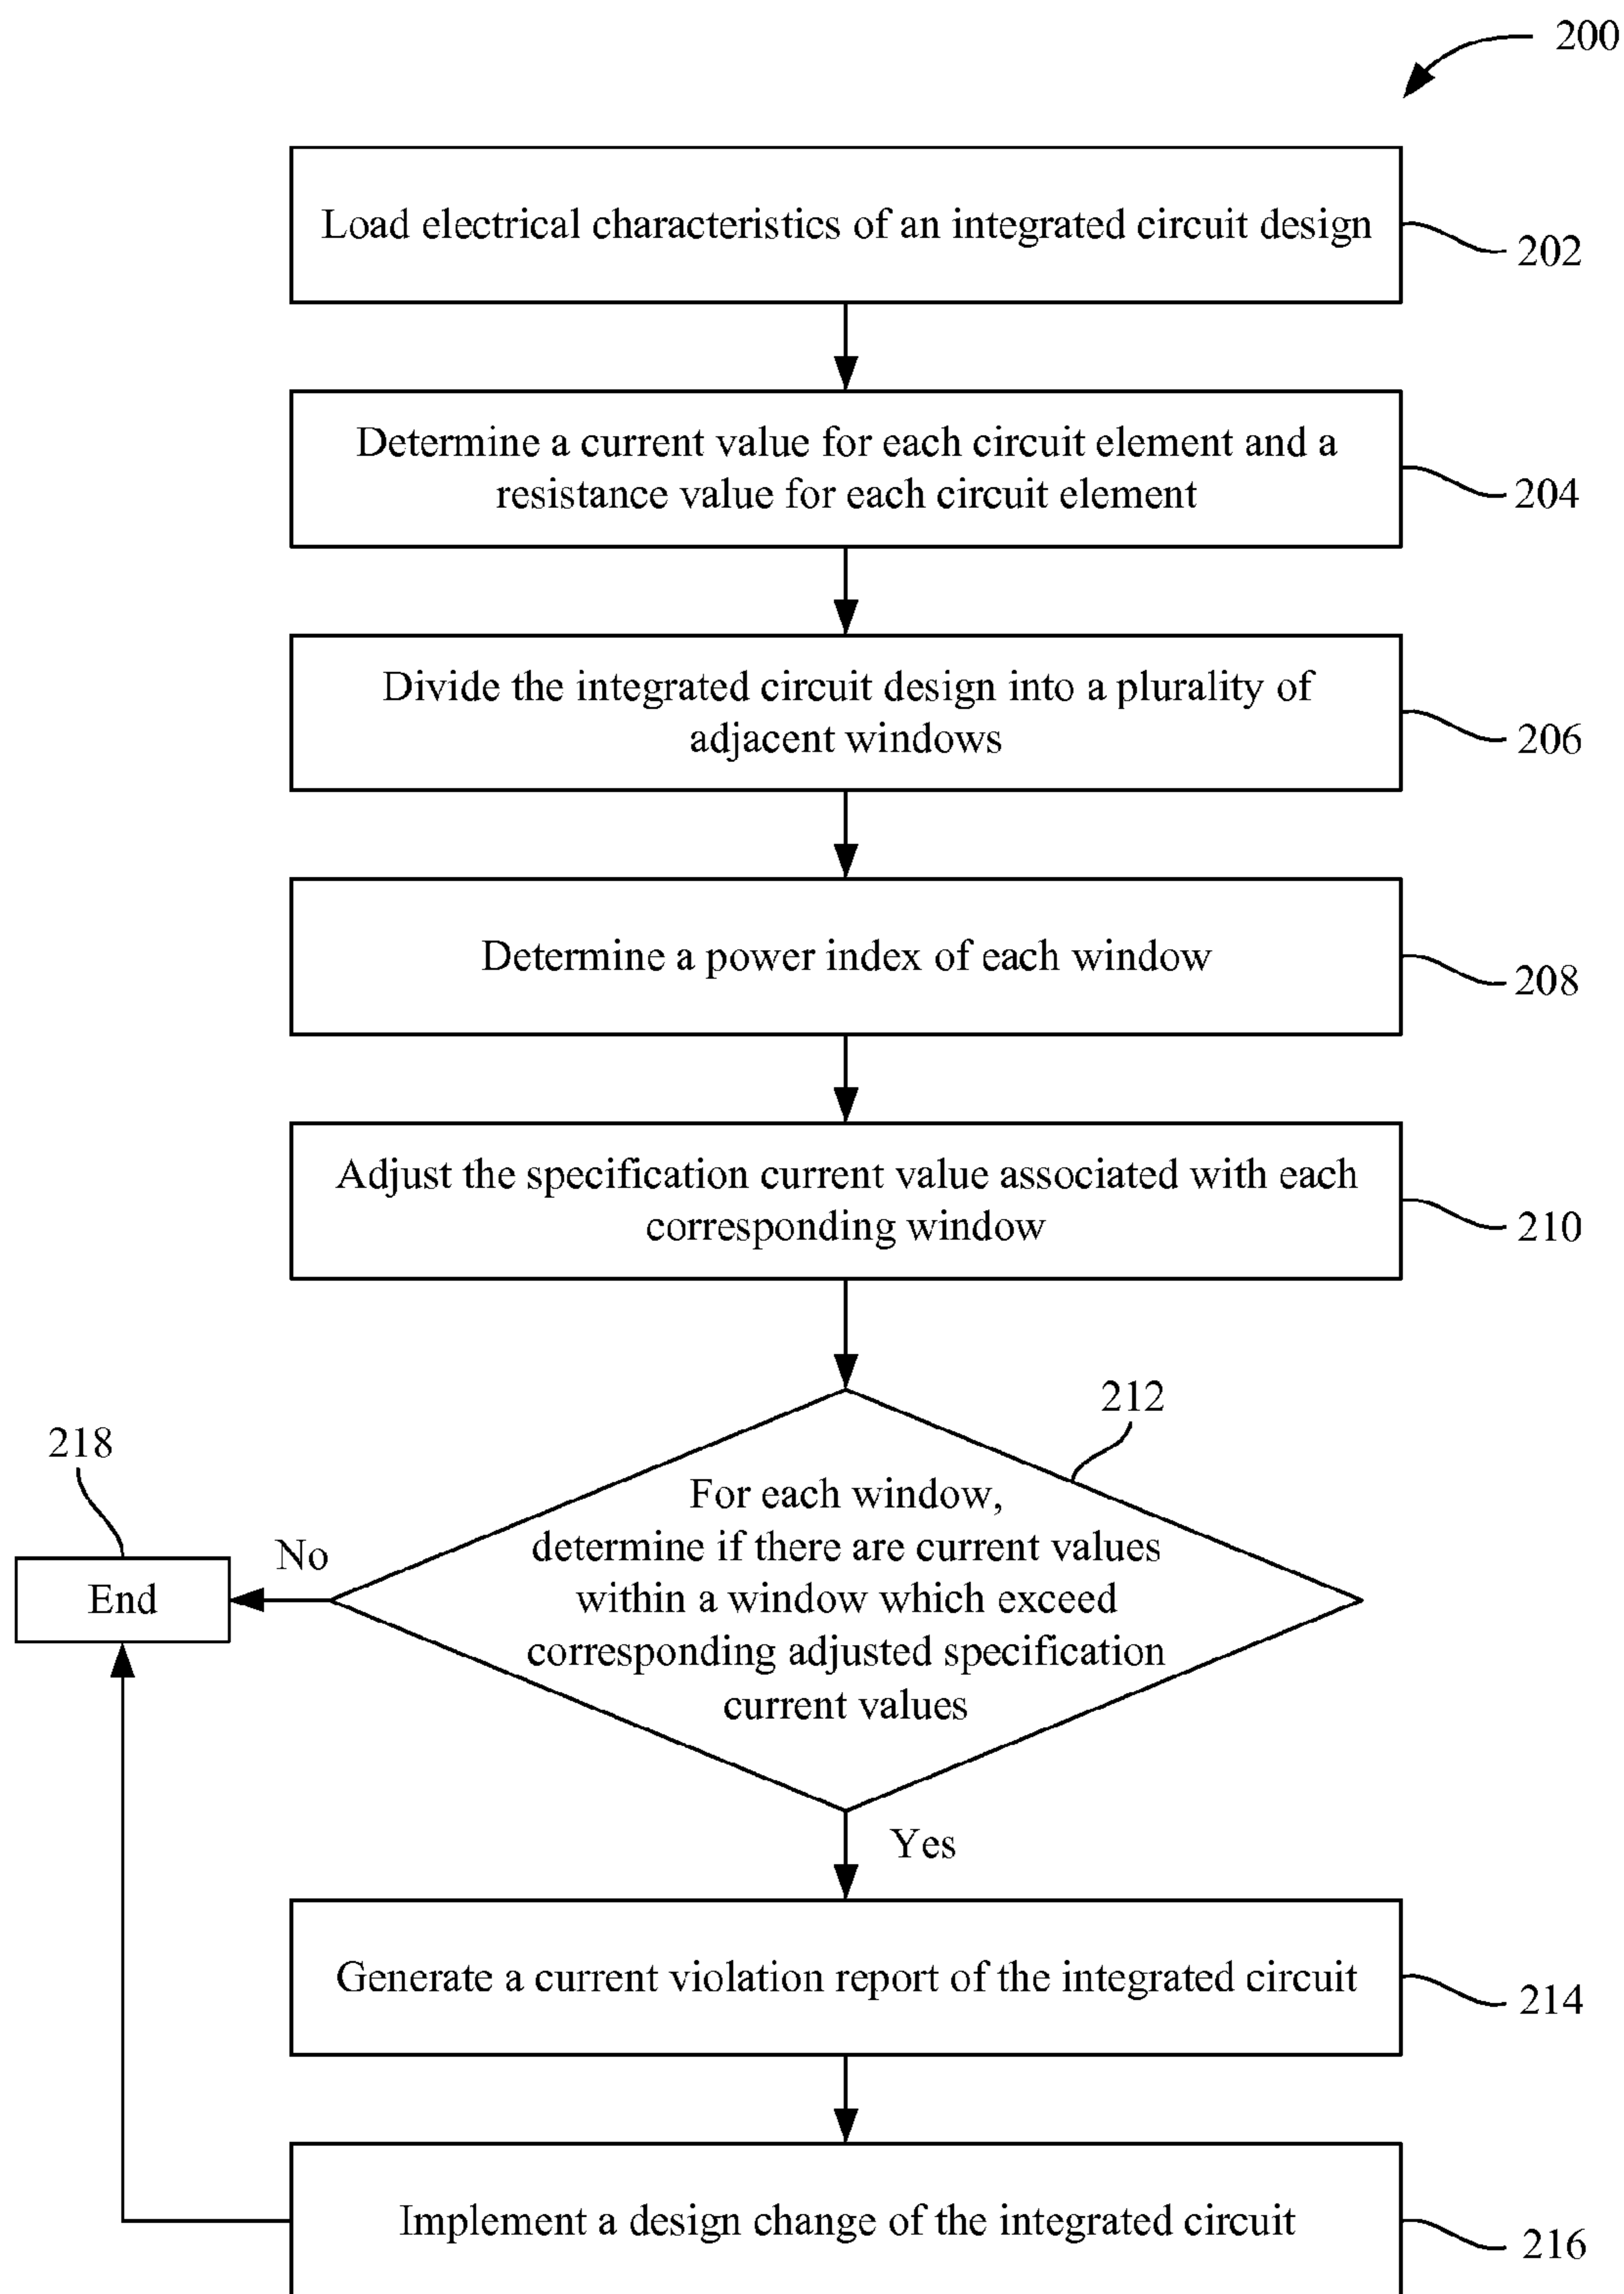 200
Load electrical characteristics of an integrated circuit design
202
Determine a current value for each circuit element and a
resistance value for each circuit element
204
Divide the integrated circuit design into a plurality of
adjacent windows
206
Determine a power index of each window
208
Adjust the specification current value associated with each
corresponding window
210
212
218
For each window,
determine if there are current values
within a window which exceed
corresponding adjusted specification
current values
No
End
Yes
Generate a current violation report of the integrated circuit
214
Implement a design change of the integrated circuit
216